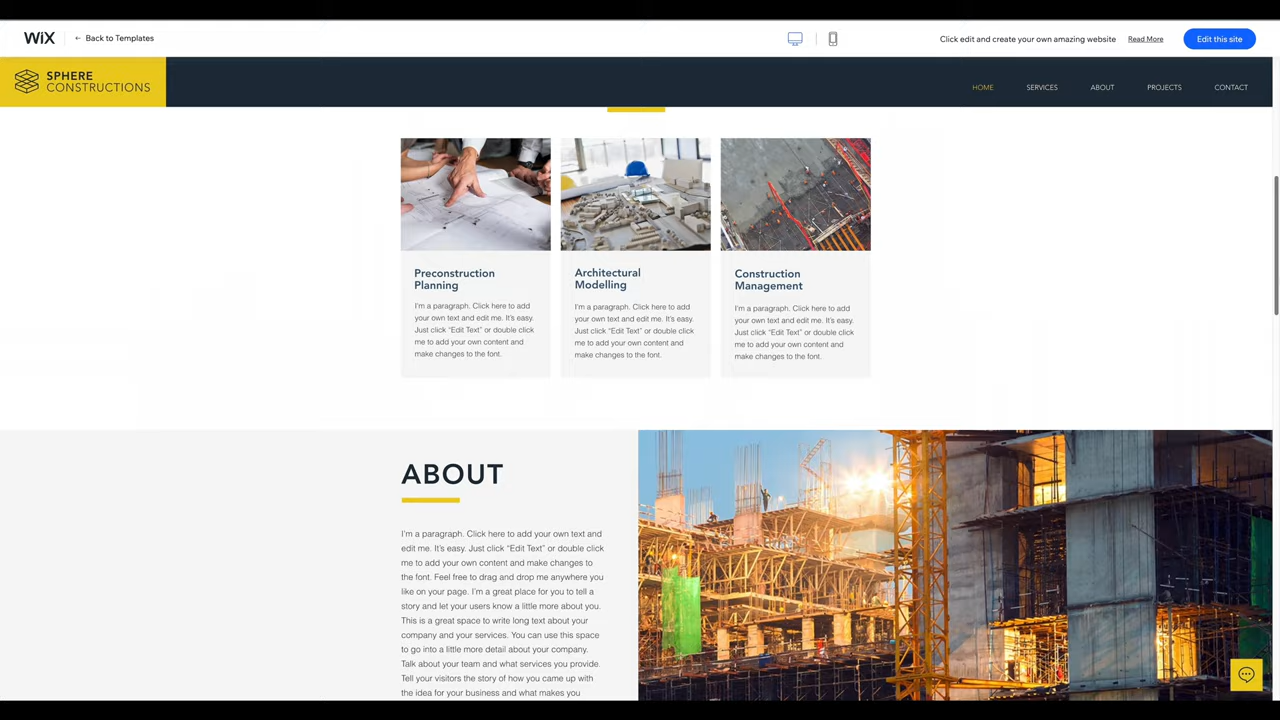 WiX
← Back to Templates
Click edit and create your own amazing website
Read More
Edit this site
SPHERE
CONSTRUCTIONS
HOME
SERVICES
ABOUT
PROJECTS
CONTACT
Preconstruction
Planning
I'm a paragraph. Click here to add
your own text and edit me. It's easy.
Just click “Edit Text” or double click
me to add your own content and
make changes to the font.
Architectural
Modelling
I'm a paragraph. Click here to add
your own text and edit me. It's easy.
Just click “Edit Text” or double click
me to add your own content and
make changes to the font.
Construction
Management
I'm a paragraph. Click here to add
your own text and edit me. It's easy.
Just click “Edit Text” or double click
me to add your own content and
make changes to the font.
ABOUT
I'm a paragraph. Click here to add your own text and
edit me. It's easy. Just click “Edit Text” or double click
me to add your own content and make changes to
the font. Feel free to drag and drop me anywhere you
like on your page. I'm a great place for you to tell a
story and let your users know a little more about you.
This is a great space to write long text about your
company and your services. You can use this space
to go into a little more detail about your company.
Talk about your team and what services you provide.
Tell your visitors the story of how you came up with
the idea for your business and what makes you